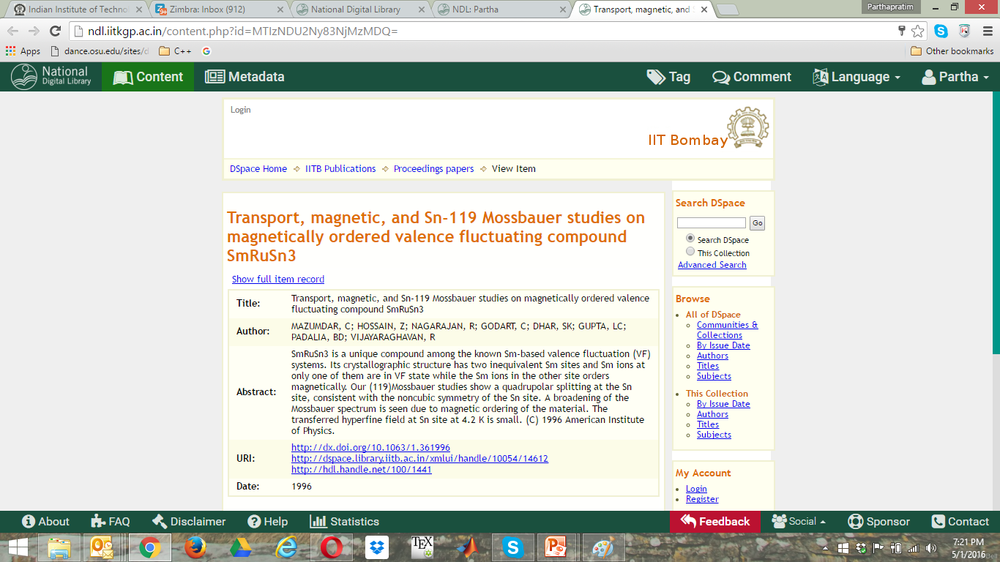 Indian Institute of Techno
Zimbra: Inbox (912)
National Digital Library
NDL: Partha
Transport, magnetic, and
Parthapratim
ndl.iitkgp.ac.in/content.php?id=MTIzNDU2Ny83NjMzMDQ=
Apps
dance.osu.edu/sites/d
C++
Other bookmarks
National
Digital Library
Content
Metadata
Tag
Comment
Language
Partha
Login
IIT Bombay
DSpace Home
IITB Publications
Proceedings papers
View Item
Transport, magnetic, and Sn-119 Mossbauer studies on
magnetically ordered valence fluctuating compound
SmRuSn3
Show full item record
Title:
Transport, magnetic, and Sn-119 Mossbauer studies on magnetically ordered valence
fluctuating compound SmRuSn3
Author:
MAZUMDAR, C; HOSSAIN, Z; NAGARAJAN, R; GODART, C; DHAR, SK; GUPTA, LC;
PADALIA, BD; VIJAYARAGHAVAN, R
Abstract:
SmRuSn3 is a unique compound among the known Sm-based valence fluctuation (VF)
systems. Its crystallographic structure has two inequivalent Sm sites and Sm ions at
only one of them are in VF state while the Sm ions in the other site orders
magnetically. Our (119)Mossbauer studies show a quadrupolar splitting at the Sn
site, consistent with the noncubic symmetry of the Sn site. A broadening of the
Mossbauer spectrum is seen due to magnetic ordering of the material. The
transferred hyperfine field at Sn site at 4.2 K is small. (C) 1996 American Institute
of Physics.
URI:
http://dx.doi.org/10.1063/1.361996
http://dspace.library.iitb.ac.in/xmlui/handle/10054/14612
http://hdl.handle.net/100/1441
Date:
1996
Search DSpace
Go
Search DSpace
This Collection
Advanced Search
Browse
All of DSpace
Communities &
Collections
By Issue Date
Authors
Titles
Subjects
This Collection
By Issue Date
Authors
Titles
Subjects
My Account
Login
Register
About
FAQ
Disclaimer
Help
Statistics
Feedback
Social
Sponsor
Contact
TEX
7:21 PM
5/1/2016